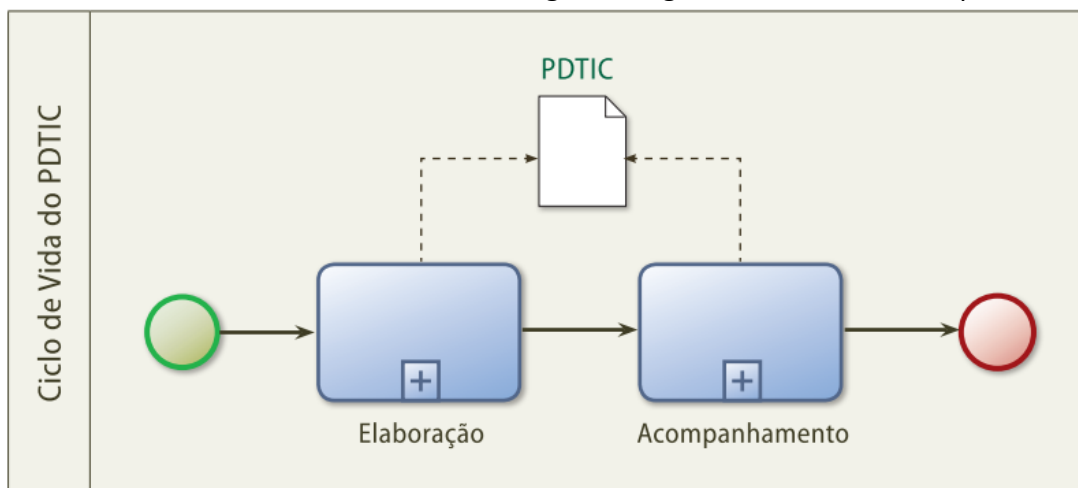 Ciclo de Vida do PDTIC
PDTIC
Elaboração
Acompanhamento